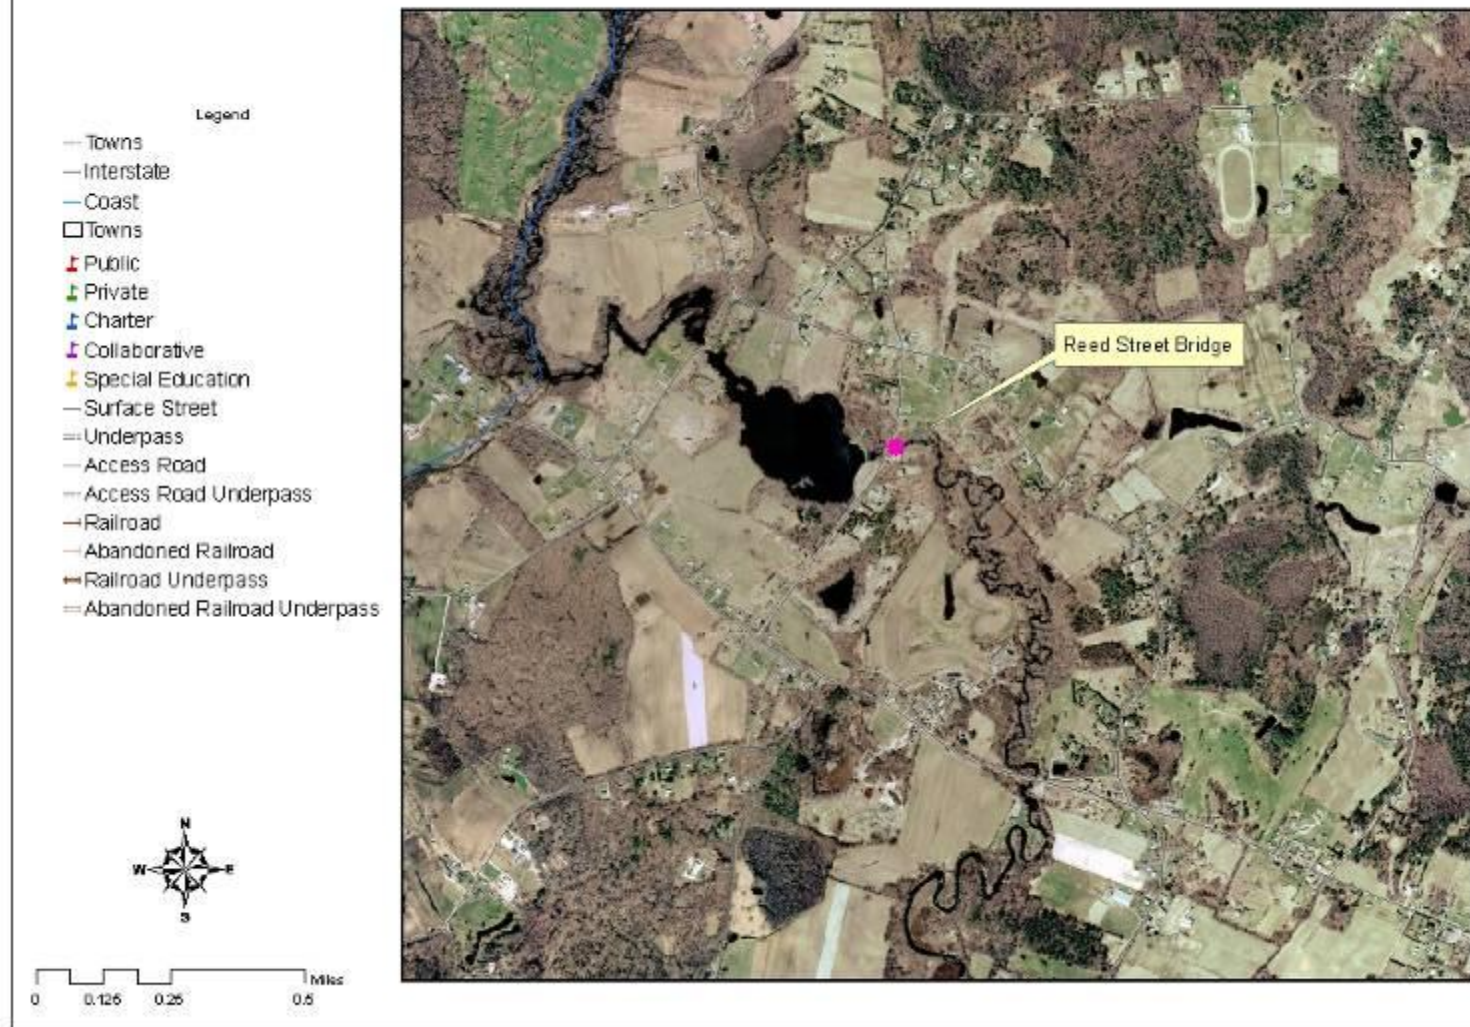 Legend
Towns
Interstate
Coast
Towns
Public
Private
Charter
Collaborative
Special Education
Surface Street
Underpass
Access Road
Access Road Underpass
Railroad
Abandoned Railroad
Railroad Underpass
Abandoned Railroad Underpass
Reed Street Bridge
N
W E
S
Miles
0 0.125 0.25 0.5